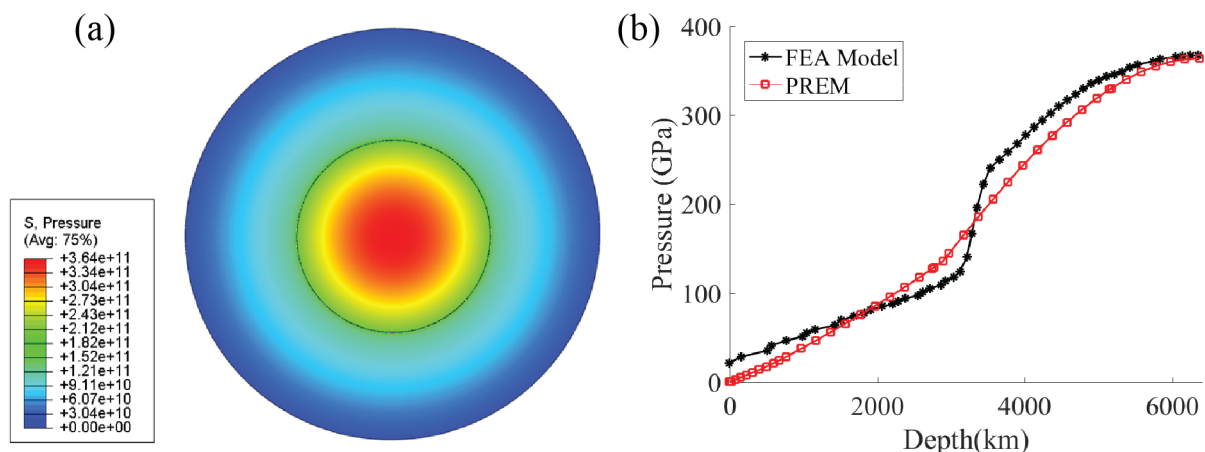 (a)
S, Pressure
(Avg: 75%)
+3.64e+11
+3.34e+11
+3.04e+11
+2.73e+11
+2.43e+11
+2.12e+11
+1.82e+11
+1.52e+11
+1.21e+11
+9.11e+10
+6.07e+10
+3.04e+10
+0.00e+00
(b)
FEA Model
PREM
Pressure (GPa)
400
300
200
100
0
0 2000 4000 6000
Depth(km)